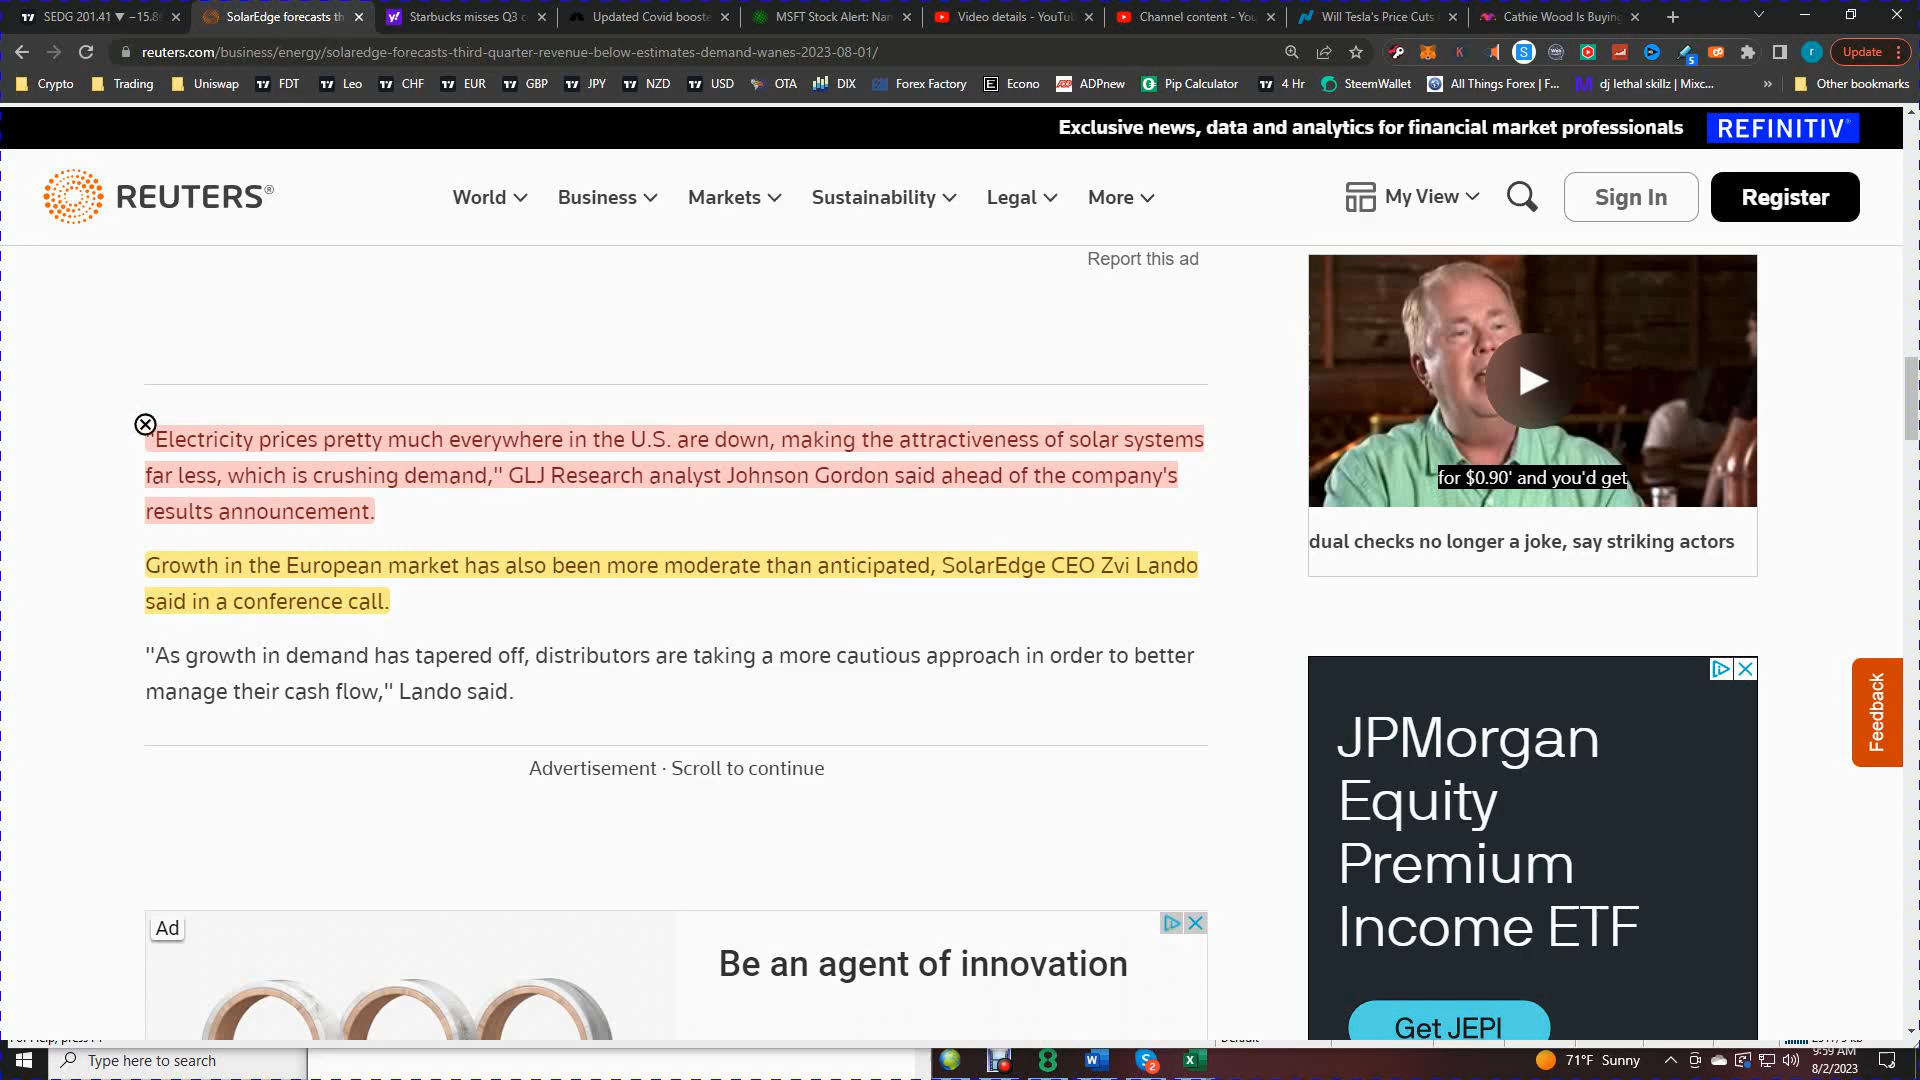 SEDG 201.41 ▼ −15.8
SolarEdge forecasts th
Starbucks misses Q3 c
Updated Covid booste
MSFT Stock Alert: Nan
Video details - YouTub
Channel content - You
Will Tesla's Price Cuts
Cathie Wood Is Buying
reuters.com/business/energy/solaredge-forecasts-third-quarter-revenue-below-estimates-demand-wanes-2023-08-01/
Update
Crypto
Trading
Uniswap
FDT
Leo
CHF
EUR
GBP
JPY
NZD
USD
OTA
DIX
Forex Factory
Econo
ADPnew
Pip Calculator
4 Hr
SteemWallet
All Things Forex | F...
dj lethal skillz | Mixc...
»
Other bookmarks
Exclusive news, data and analytics for financial market professionals
REFINITIV
REUTERS®
World
Business
Markets
Sustainability
Legal
More
My View
Sign In
Register
Report this ad
"Electricity prices pretty much everywhere in the U.S. are down, making the attractiveness of solar systems
far less, which is crushing demand," GLJ Research analyst Johnson Gordon said ahead of the company's
results announcement.
Growth in the European market has also been more moderate than anticipated, SolarEdge CEO Zvi Lando
said in a conference call.
"As growth in demand has tapered off, distributors are taking a more cautious approach in order to better
manage their cash flow," Lando said.
Advertisement · Scroll to continue
Ad
Be an agent of innovation
for $0.90' and you'd get
dual checks no longer a joke, say striking actors
JPMorgan
Equity
Premium
Income ETF
Get JEPI
Feedback
Type here to search
71°F Sunny
9:59 AM
8/2/2023